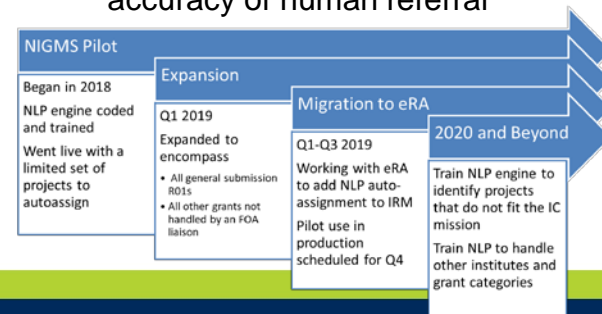 accuracy of human referral
NIGMS Pilot
Began in 2018
NLP engine coded
and trained
Went live with a
limited set of
projects to
autoassign
Expansion
Q1 2019
Expanded to
encompass
• All general submission
R01s
• All other grants not
handled by an FOA
liaison
Migration to eRA
Q1-Q3 2019
Working with eRA
to add NLP auto-
assignment to IRM
Pilot use in
production
scheduled for Q4
2020 and Beyond
Train NLP engine to
identify projects
that do not fit the IC
mission
Train NLP to handle
other institutes and
grant categories